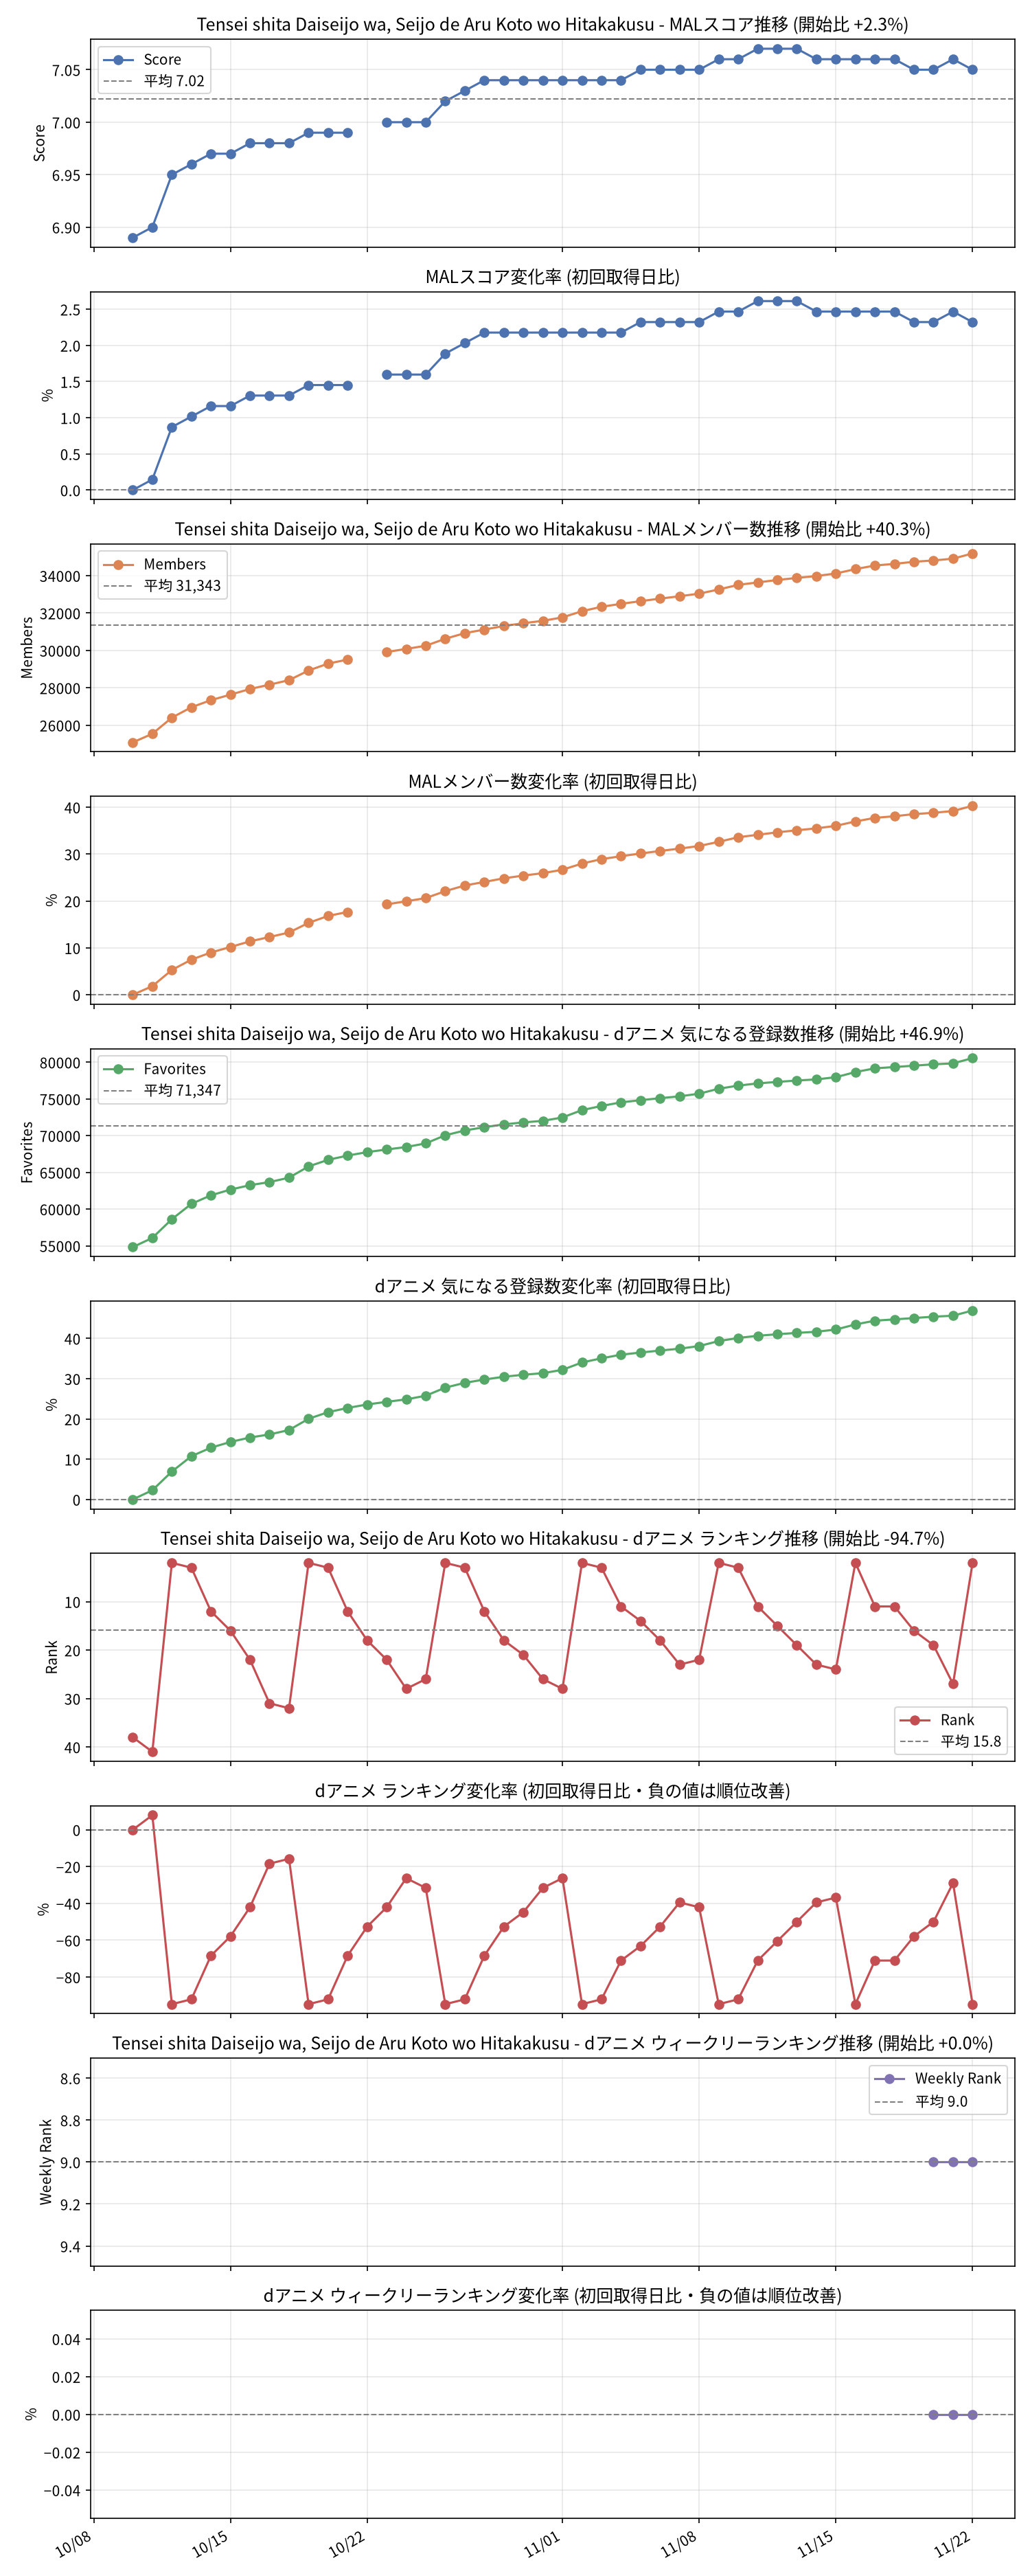 Tensei shita Daiseijo wa, Seijo de Aru Koto wo Hitakakusu - MALスコア推移 (開始比 +2.3%)
Score
平均 7.02
Score
7.05
7.00
6.95
6.90
MALスコア変化率 (初回取得日比)
%
2.5
2.0
1.5
1.0
0.5
0.0
Tensei shita Daiseijo wa, Seijo de Aru Koto wo Hitakakusu - MALメンバー数推移 (開始比 +40.3%)
Members
平均 31,343
Members
34000
32000
30000
28000
26000
MALメンバー数変化率 (初回取得日比)
%
40
30
20
10
0
Tensei shita Daiseijo wa, Seijo de Aru Koto wo Hitakakusu - dアニメ 気になる登録数推移 (開始比 +46.9%)
Favorites
平均 71,347
Favorites
80000
75000
70000
65000
60000
55000
dアニメ 気になる登録数変化率 (初回取得日比)
%
40
30
20
10
0
Tensei shita Daiseijo wa, Seijo de Aru Koto wo Hitakakusu - dアニメ ランキング推移 (開始比 -94.7%)
Rank
10
20
30
40
Rank
平均 15.8
dアニメ ランキング変化率 (初回取得日比・負の値は順位改善)
%
0
−20
−40
−60
−80
Tensei shita Daiseijo wa, Seijo de Aru Koto wo Hitakakusu - dアニメ ウィークリーランキング推移 (開始比 +0.0%)
Weekly Rank
平均 9.0
Weekly Rank
8.6
8.8
9.0
9.2
9.4
dアニメ ウィークリーランキング変化率 (初回取得日比・負の値は順位改善)
%
0.04
0.02
0.00
−0.02
−0.04
10/08
10/15
10/22
11/01
11/08
11/15
11/22